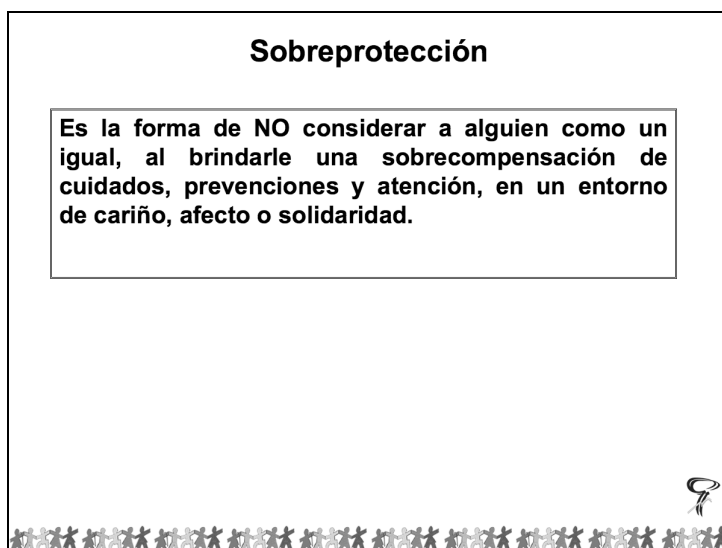 Sobreprotección
Es la forma de NO considerar a alguien como un
igual, al brindarle una sobrecompensación de
cuidados, prevenciones y atención, en un entorno
de cariño, afecto o solidaridad.